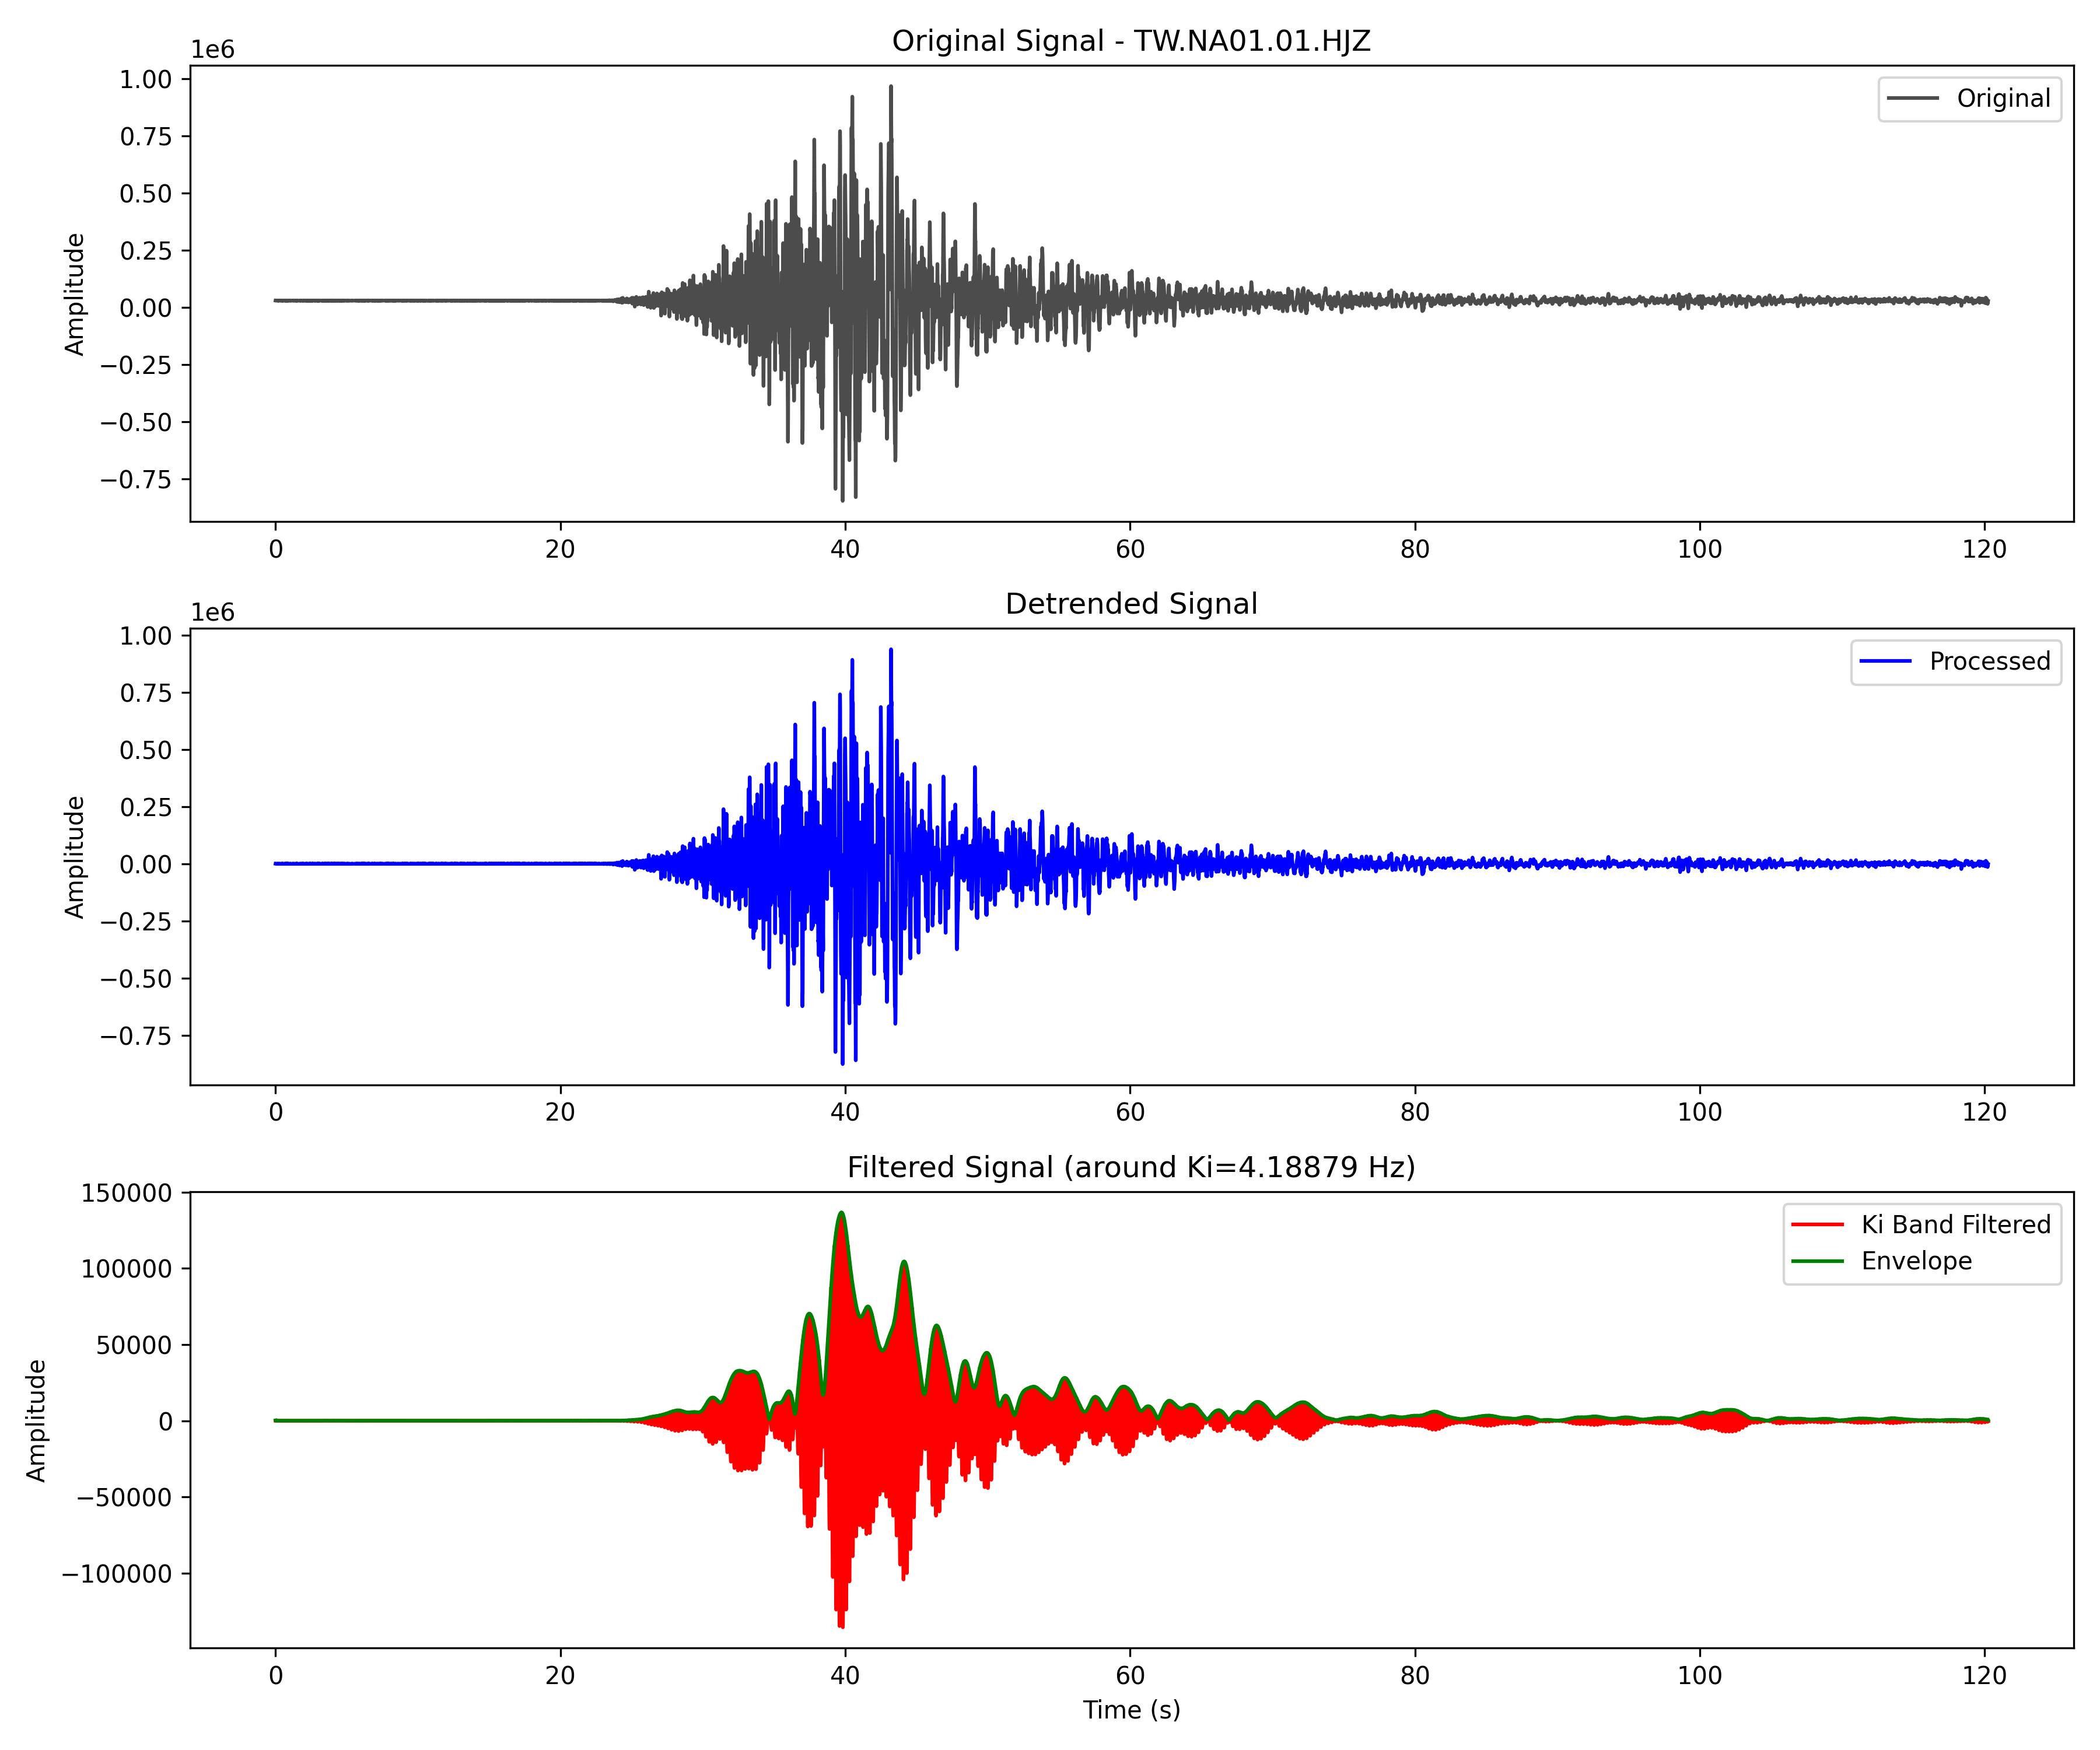 Original Signal - TW.NA01.01.HJZ
1e6
Original
1.00
0.75
0.50
0.25
0.00
−0.25
−0.50
−0.75
Amplitude
0 20 40 60 80 100 120
Detrended Signal
1e6
Processed
1.00
0.75
0.50
0.25
0.00
−0.25
−0.50
−0.75
Amplitude
0 20 40 60 80 100 120
Filtered Signal (around Ki=4.18879 Hz)
Ki Band Filtered
Envelope
150000
100000
50000
0
−50000
−100000
Amplitude
0 20 40 60 80 100 120
Time (s)